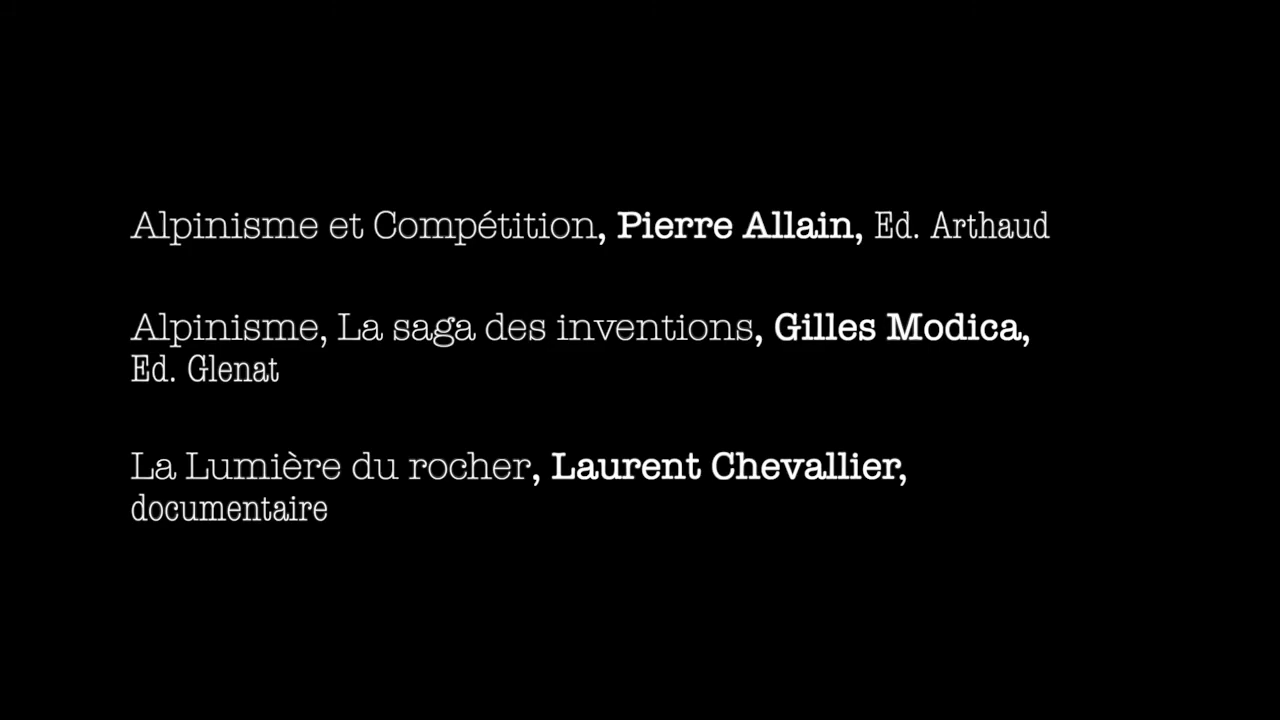 Alpinisme et Compétition, Pierre Allain, Ed. Arthaud
Alpinisme, La saga des inventions, Gilles Modica,
Ed. Glenat
La Lumière du rocher, Laurent Chevallier,
documentaire